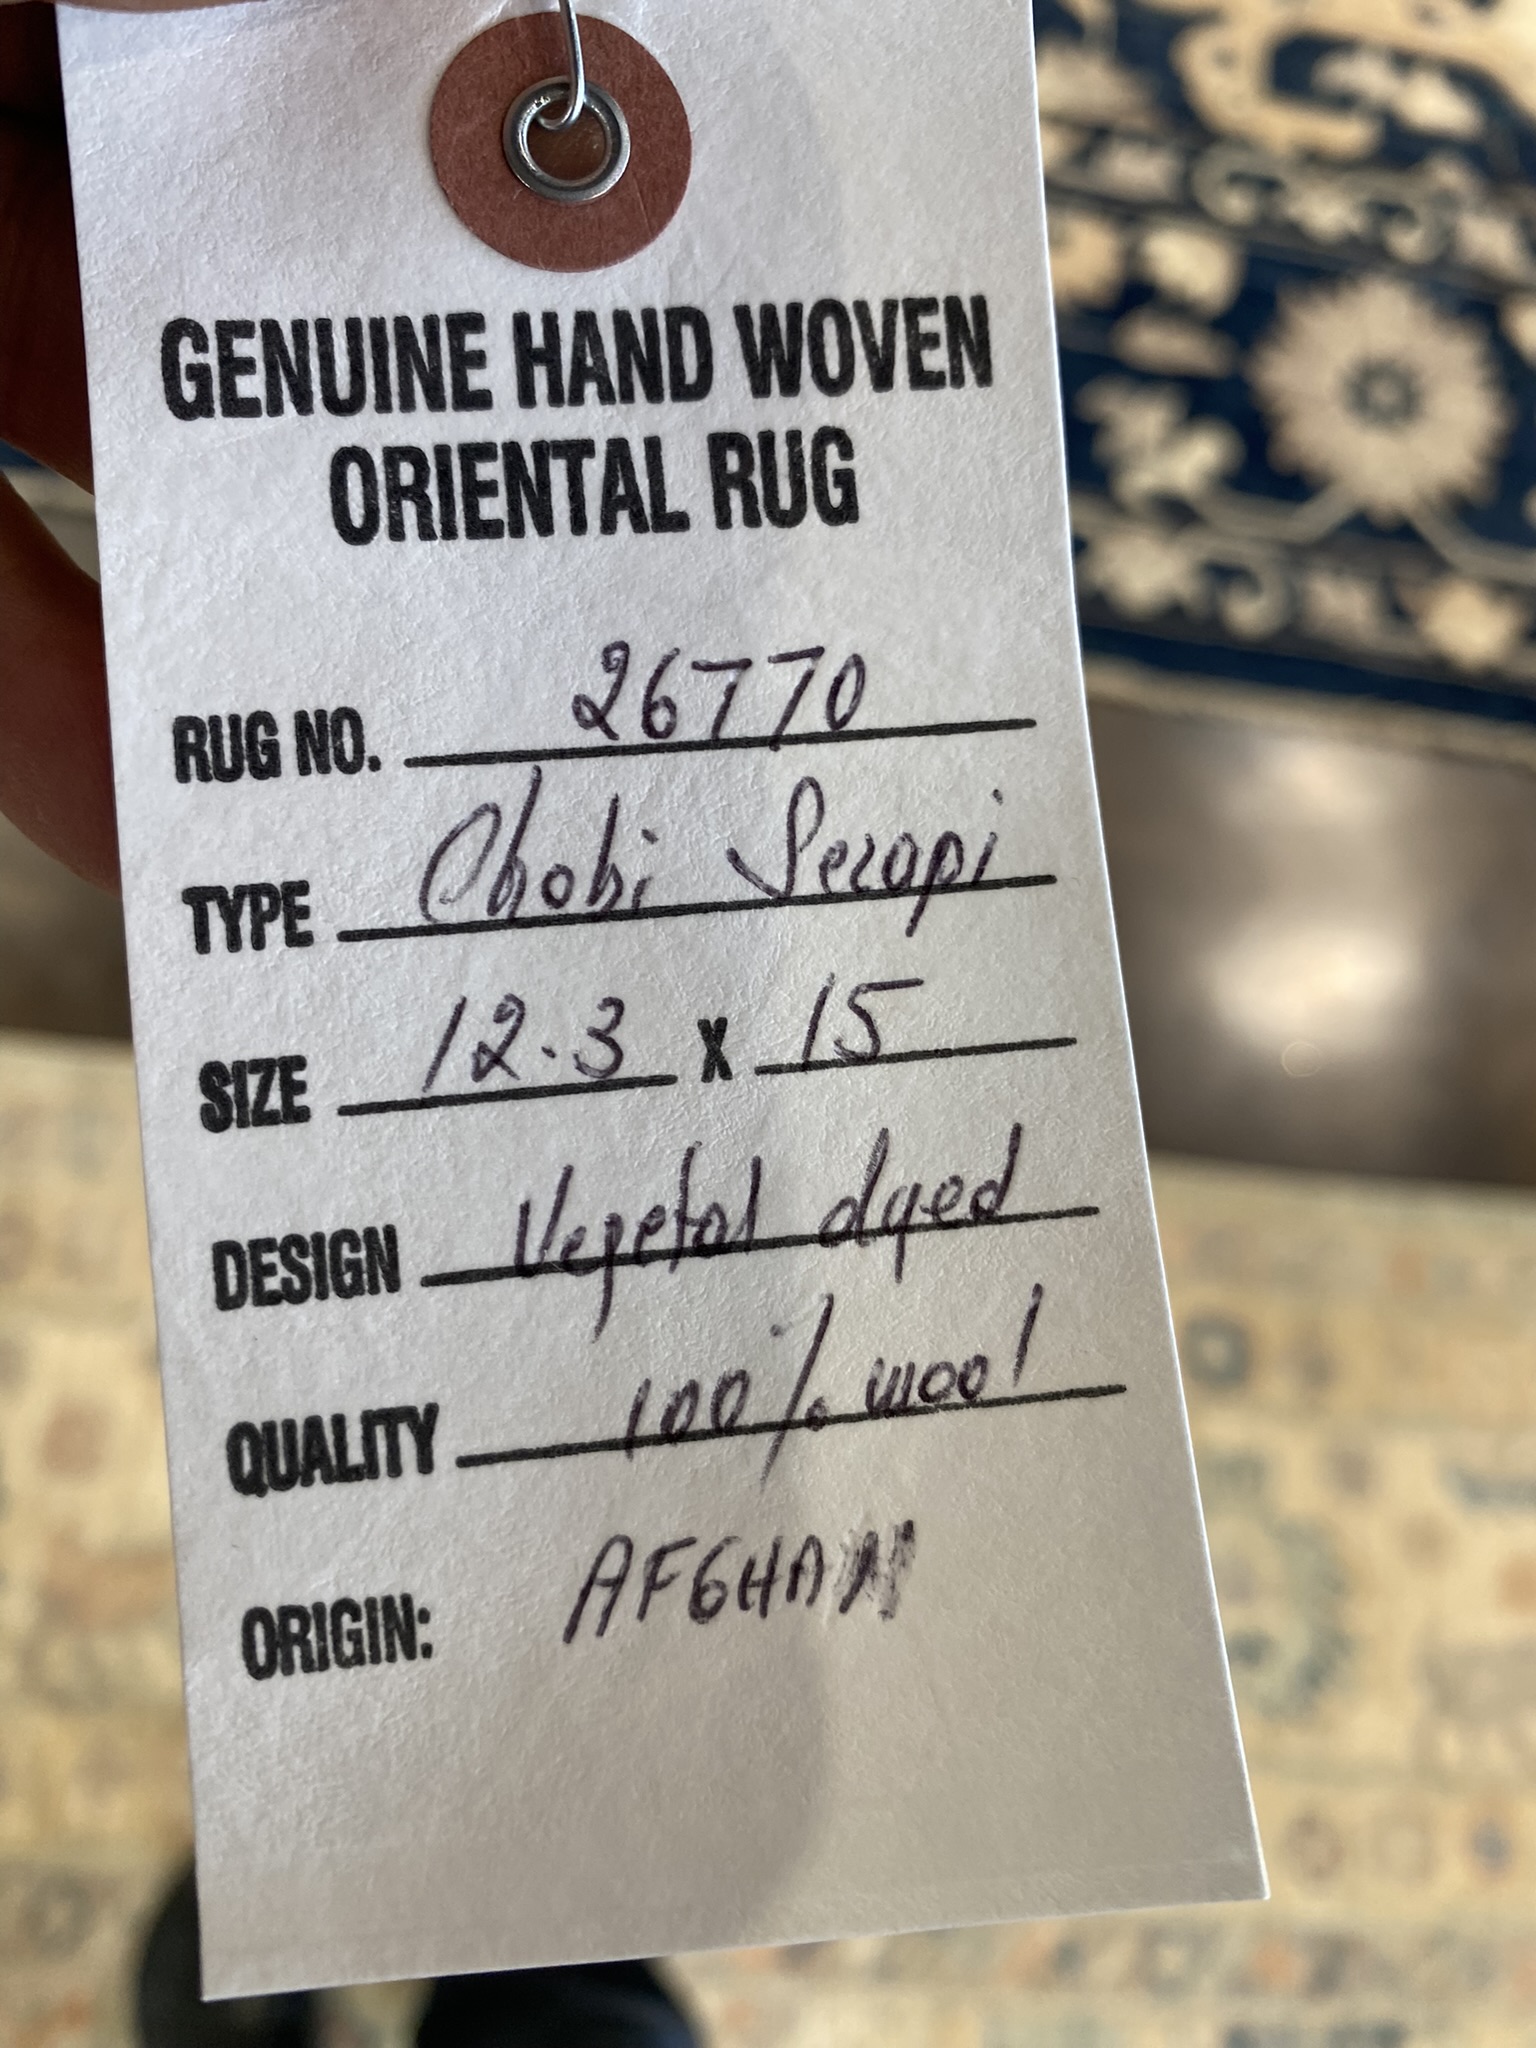 GENUINE HAND WOVEN
ORIENTAL RUG
RUG NO. 26770
TYPE Chobi Serapi
SIZE 12.3 X 15
DESIGN Vegetal dyed
QUALITY 100% wool
ORIGIN: AFGHAN